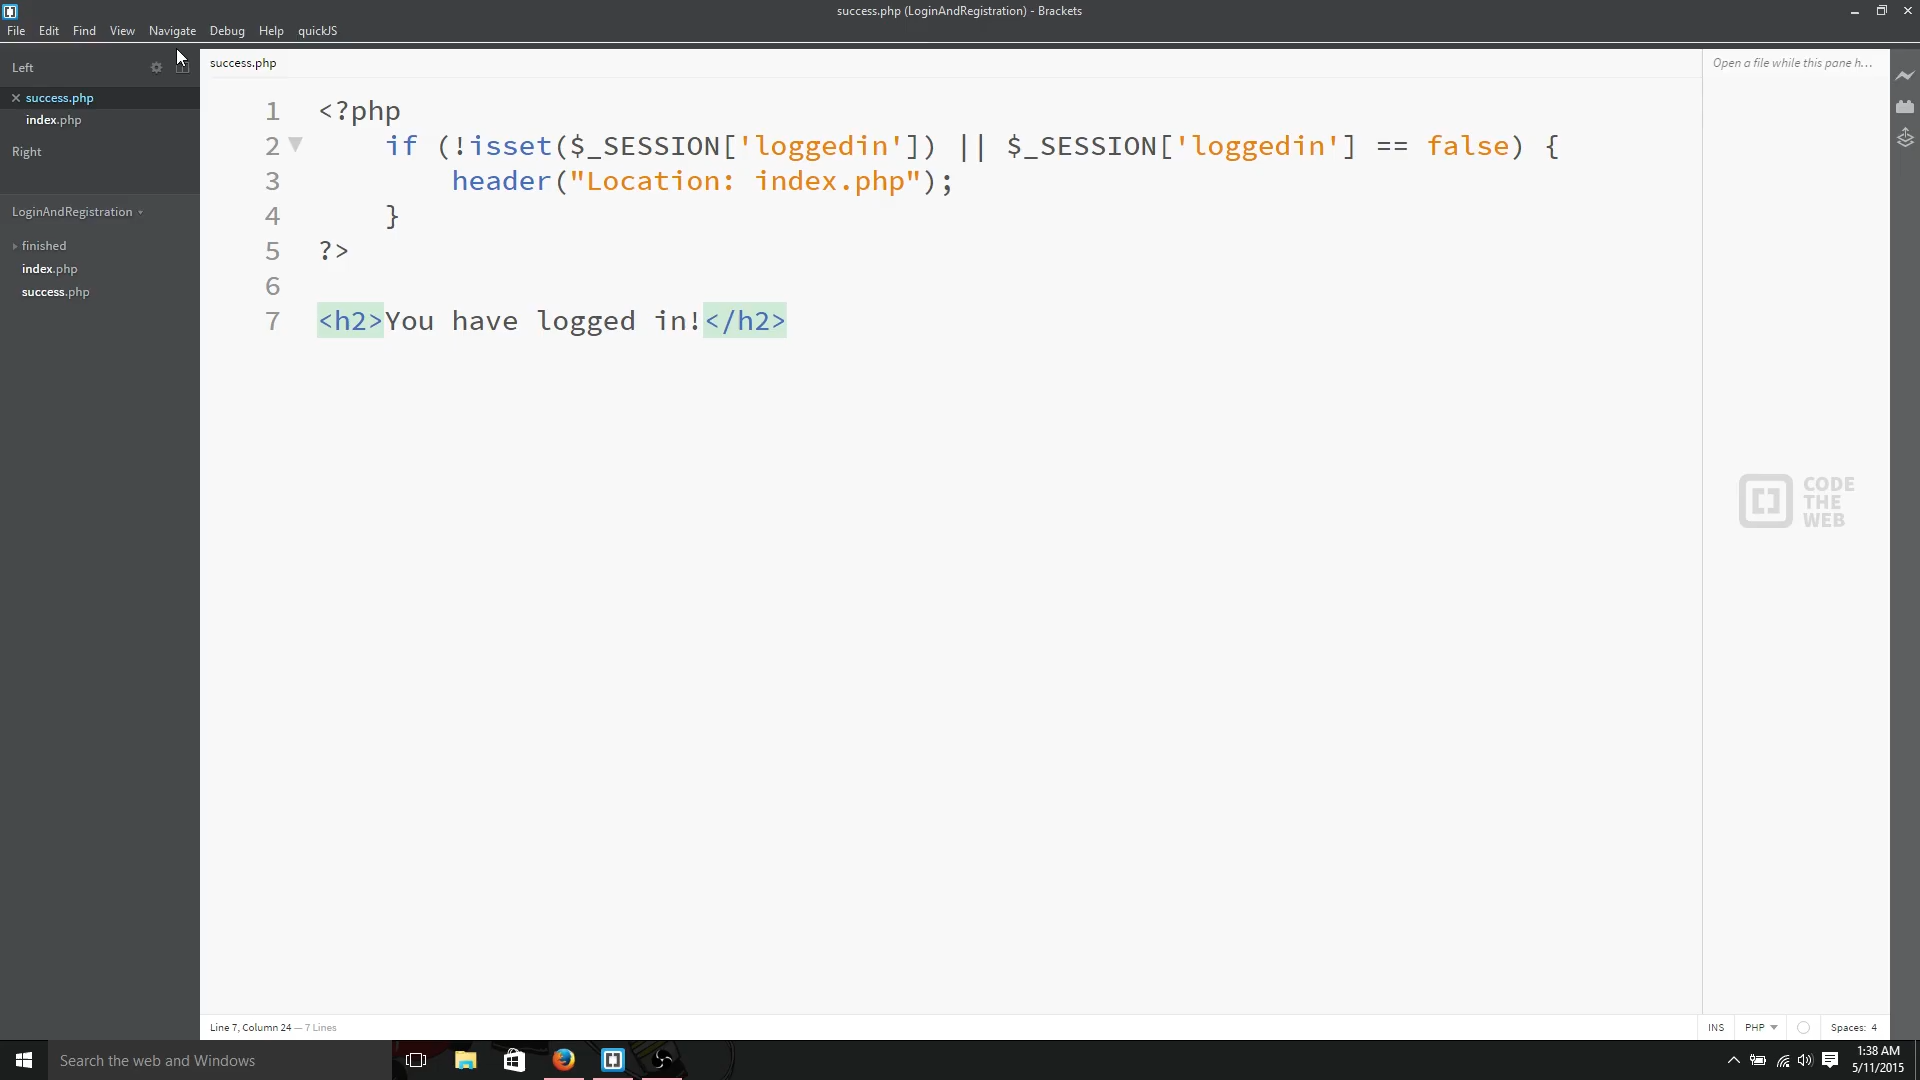 success.php (LoginAndRegistration) - Brackets
File Edit Find View Navigate Debug Help quickJS
Left
success.php
index.php
Right
LoginAndRegistration
finished
index.php
success.php
success.php
1 <?php
2 if (!isset($_SESSION['loggedin']) || $_SESSION['loggedin'] == false) {
3 header("Location: index.php");
4 }
5 ?>
6
7 <h2>You have logged in!</h2>
Open a file while this pane h...
CODE
THE
WEB
Line 7, Column 24 — 7 Lines
INS PHP Spaces: 4
Search the web and Windows
1:38 AM
5/11/2015